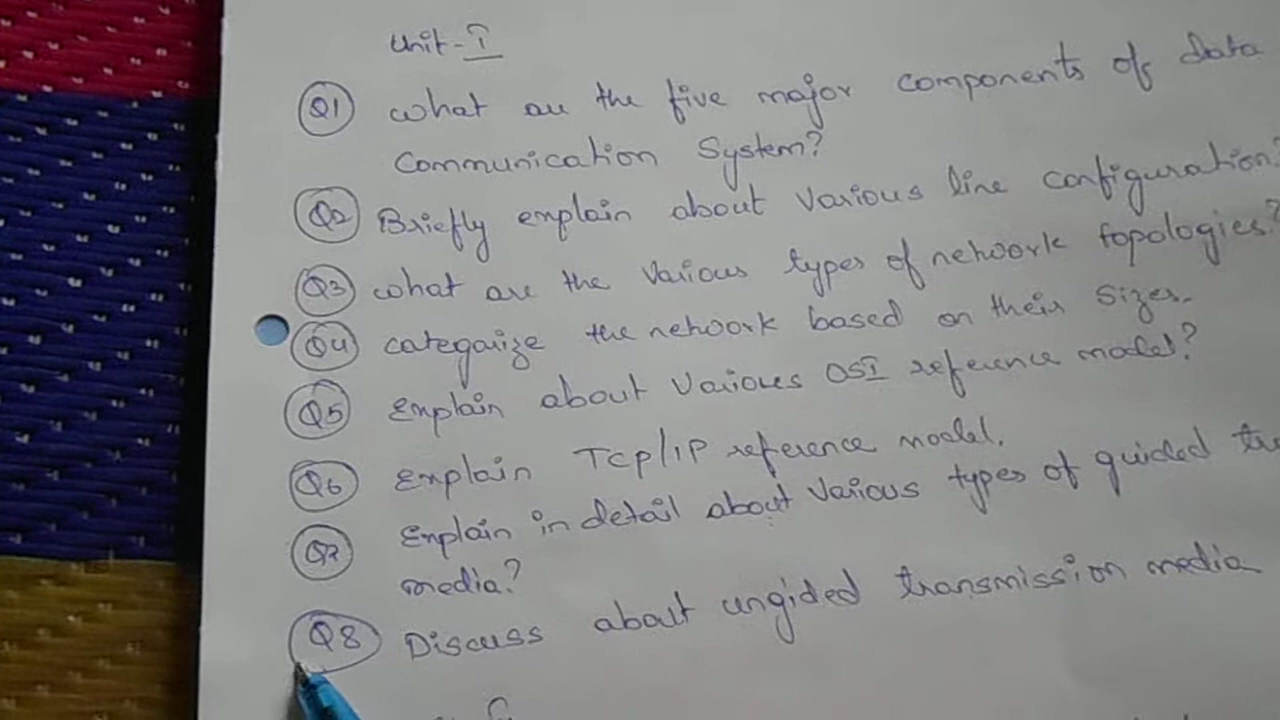 Unit-I
Q1 What are the five major components of data
Communication System?
Q2 Briefly explain about Various line configuration?
Q3 what are the Various types of network topologies?
Q4 categorize the network based on their Sizes.
Q5 Explain about Various OSI reference model?
Q6 Explain TCP/IP reference model.
Q7 Explain in detail about Various types of guided
media?
Q8 Discuss about ungided transmission media